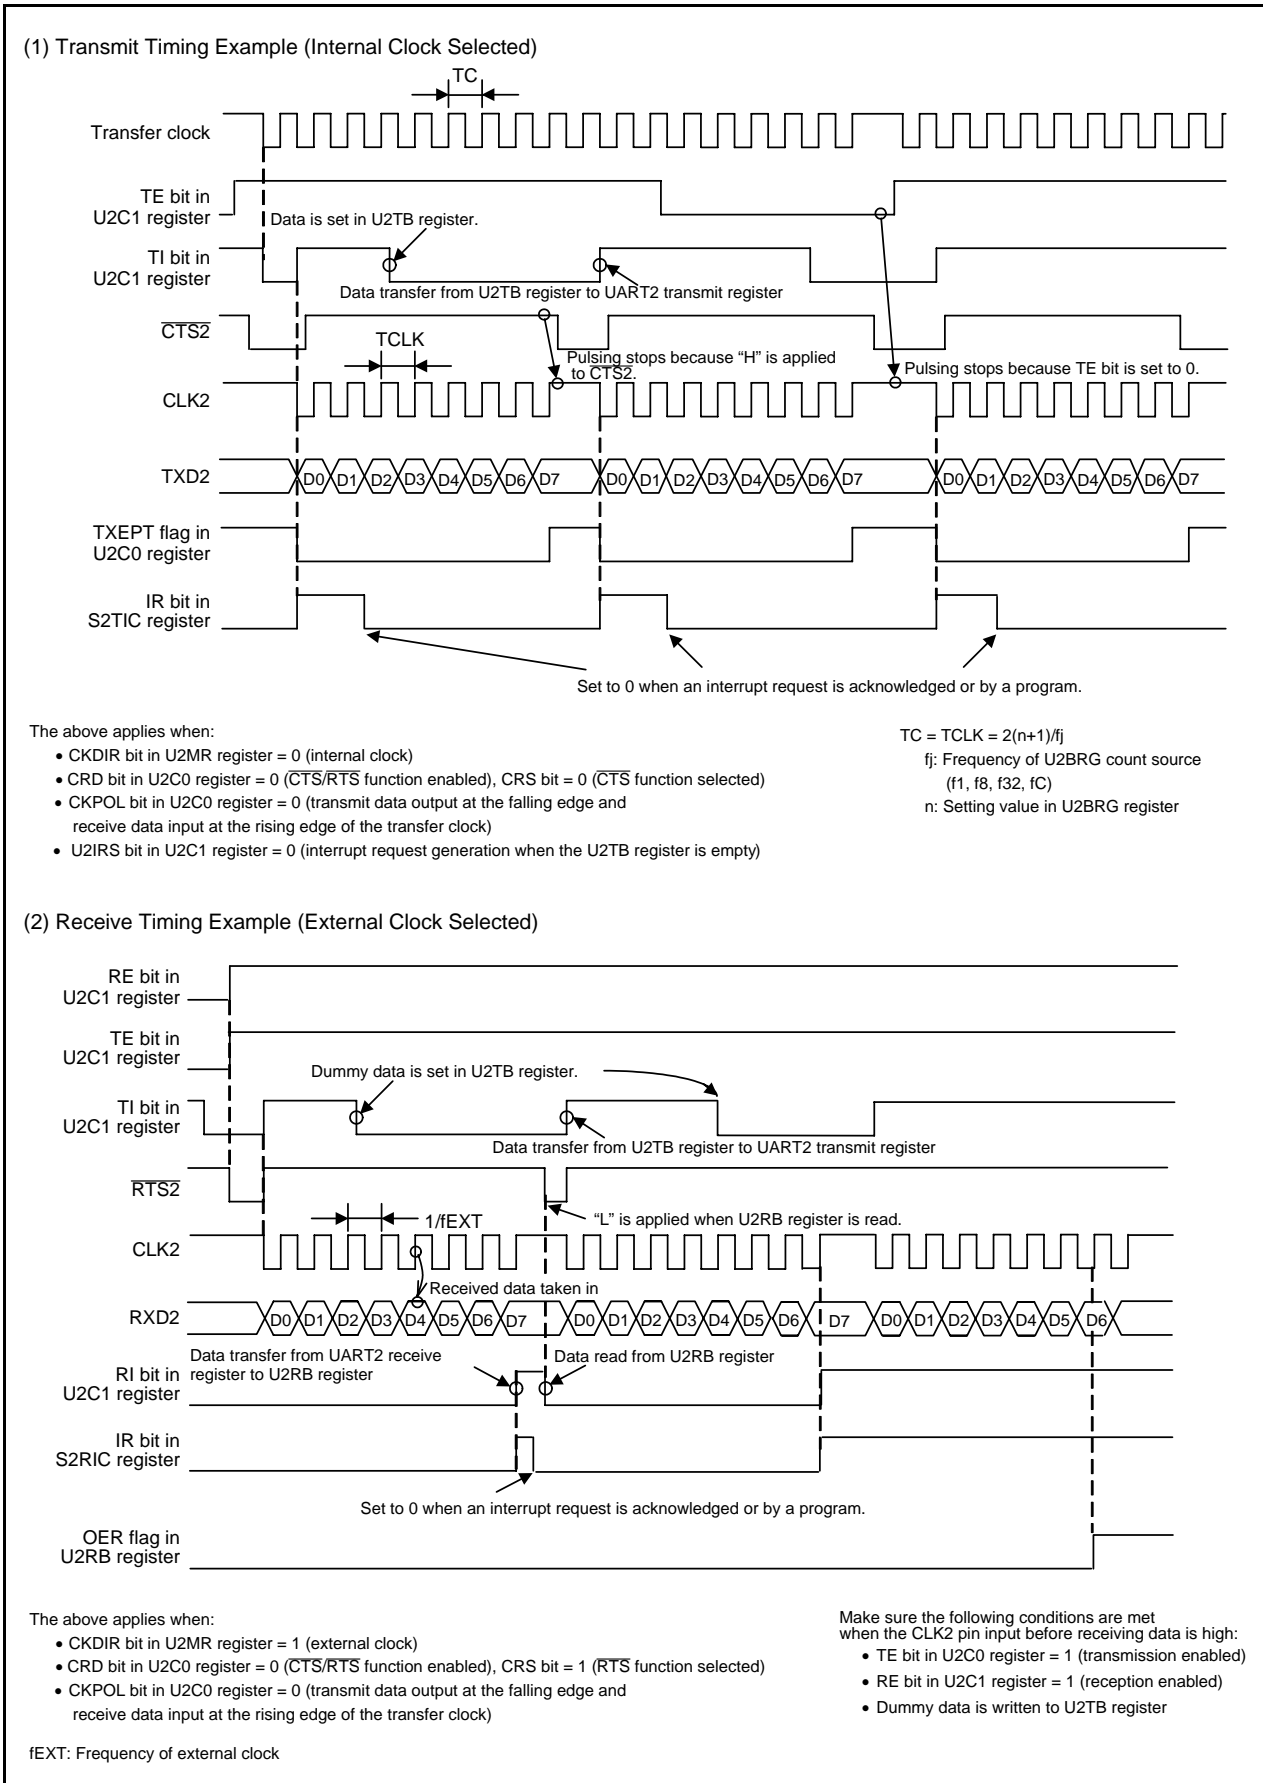 (1) Transmit Timing Example (Internal Clock Selected)
TC
Transfer clock
TE bit in
U2C1 register
Data is set in U2TB register.
TI bit in
U2C1 register
Data transfer from U2TB register to UART2 transmit register
CTS2
TCLK
Pulsing stops because “H” is applied
to CTS2.
Pulsing stops because TE bit is set to 0.
CLK2
TXD2
D0 D1 D2 D3 D4 D5 D6 D7 D0 D1 D2 D3 D4 D5 D6 D7 D0 D1 D2 D3 D4 D5 D6 D7
TXEPT flag in
U2C0 register
IR bit in
S2TIC register
Set to 0 when an interrupt request is acknowledged or by a program.
The above applies when:
• CKDIR bit in U2MR register = 0 (internal clock)
• CRD bit in U2C0 register = 0 (CTS/RTS function enabled), CRS bit = 0 (CTS function selected)
• CKPOL bit in U2C0 register = 0 (transmit data output at the falling edge and
receive data input at the rising edge of the transfer clock)
• U2IRS bit in U2C1 register = 0 (interrupt request generation when the U2TB register is empty)
TC = TCLK = 2(n+1)/fj
fj: Frequency of U2BRG count source
(f1, f8, f32, fC)
n: Setting value in U2BRG register
(2) Receive Timing Example (External Clock Selected)
RE bit in
U2C1 register
TE bit in
U2C1 register
Dummy data is set in U2TB register.
TI bit in
U2C1 register
Data transfer from U2TB register to UART2 transmit register
RTS2
1/fEXT
“L” is applied when U2RB register is read.
CLK2
Received data taken in
RXD2
D0 D1 D2 D3 D4 D5 D6 D7 D0 D1 D2 D3 D4 D5 D6 D7 D0 D1 D2 D3 D4 D5 D6
Data transfer from UART2 receive
register to U2RB register
Data read from U2RB register
RI bit in
U2C1 register
IR bit in
S2RIC register
Set to 0 when an interrupt request is acknowledged or by a program.
OER flag in
U2RB register
The above applies when:
• CKDIR bit in U2MR register = 1 (external clock)
• CRD bit in U2C0 register = 0 (CTS/RTS function enabled), CRS bit = 1 (RTS function selected)
• CKPOL bit in U2C0 register = 0 (transmit data output at the falling edge and
receive data input at the rising edge of the transfer clock)
Make sure the following conditions are met
when the CLK2 pin input before receiving data is high:
• TE bit in U2C0 register = 1 (transmission enabled)
• RE bit in U2C1 register = 1 (reception enabled)
• Dummy data is written to U2TB register
fEXT: Frequency of external clock